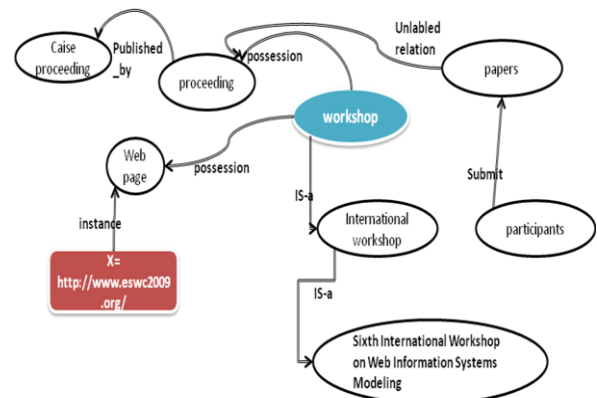 Caise
proceeding
Published
_by
proceeding
possession
Unlabled
relation
papers
workshop
Web
page
possession
Submit
instance
IS-a
International
workshop
participants
X=
http://www.eswc2009
.org/
IS-a
Sixth International Workshop
on Web Information Systems
Modeling